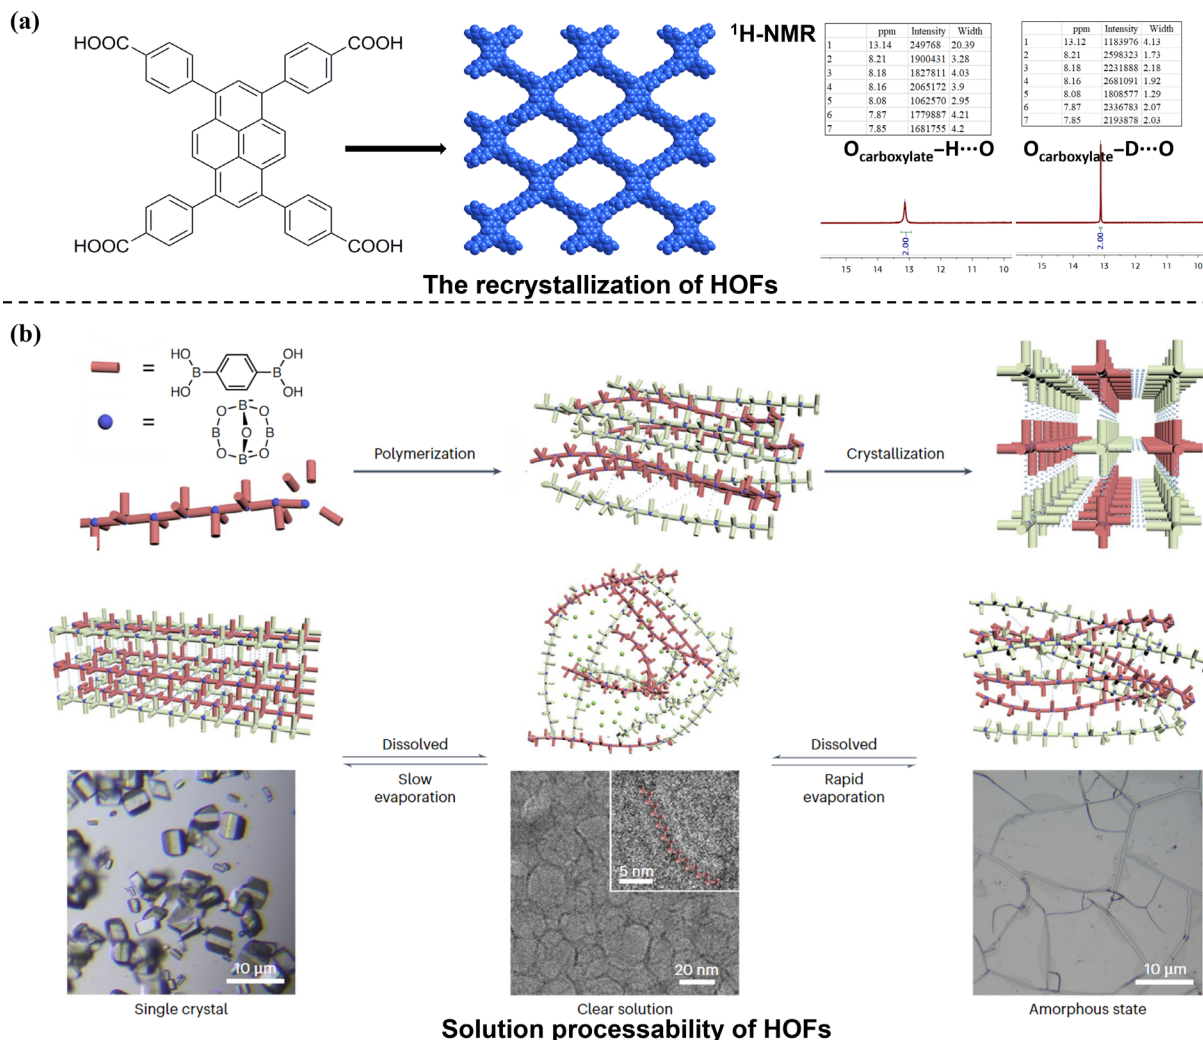 (a)
HOOC
COOH
HOOC
COOH
¹H-NMR
ppm Intensity Width
1 13.14 249768 20.39
2 8.21 1900431 3.28
3 8.18 1827811 4.03
4 8.16 2065172 3.9
5 8.08 1062570 2.95
6 7.87 1779887 4.21
7 7.85 1681755 4.2
Ocarboxylate–H···O
2.00
15 14 13 12 11 10
ppm Intensity Width
1 13.12 1183976 4.13
2 8.21 2598323 1.73
3 8.18 2231888 2.18
4 8.16 2681091 1.92
5 8.08 1808577 1.29
6 7.87 2336783 2.07
7 7.85 2193878 2.03
Ocarboxylate–D···O
2.00
15 14 13 12 11 10
The recrystallization of HOFs
(b)
=
HO OH
B B
HO OH
=
B-
O O
B O B
O O
B-
Polymerization
Crystallization
Dissolved
Slow
evaporation
Dissolved
Rapid
evaporation
10 μm
5 nm
20 nm
10 μm
Single crystal
Clear solution
Amorphous state
Solution processability of HOFs